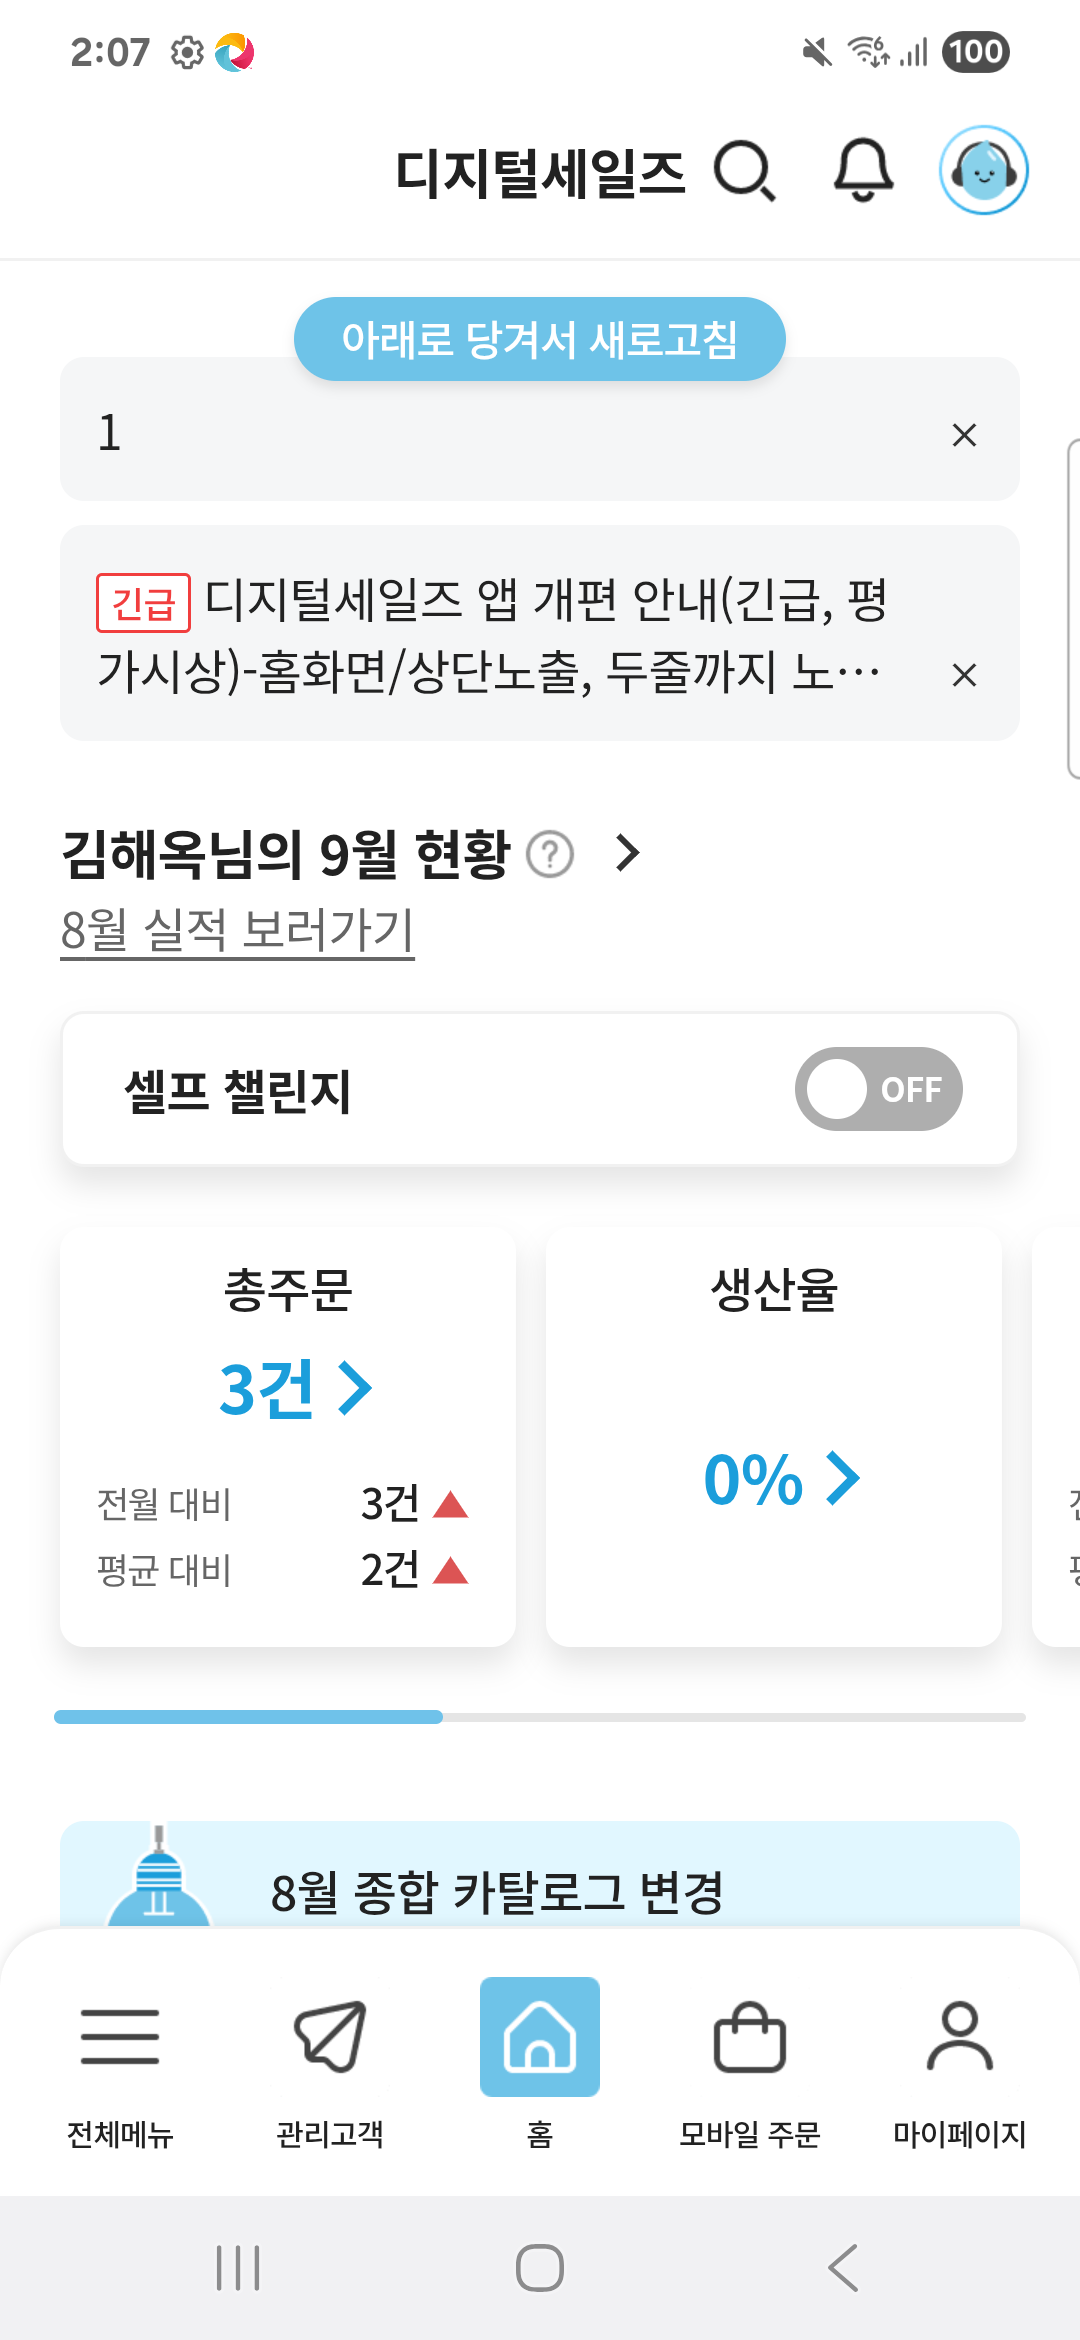 2:07
6
100
디지털세일즈
아래로 당겨서 새로고침
1
긴급 디지털세일즈 앱 개편 안내(긴급, 평
가시상)-홈화면/상단노출, 두줄까지 노…
김해옥님의 9월 현황
8월 실적 보러가기
셀프 챌린지
OFF
총주문
3건
전월 대비 3건
평균 대비 2건
생산율
0%
8월 종합 카탈로그 변경
전체메뉴
관리고객
홈
모바일 주문
마이페이지